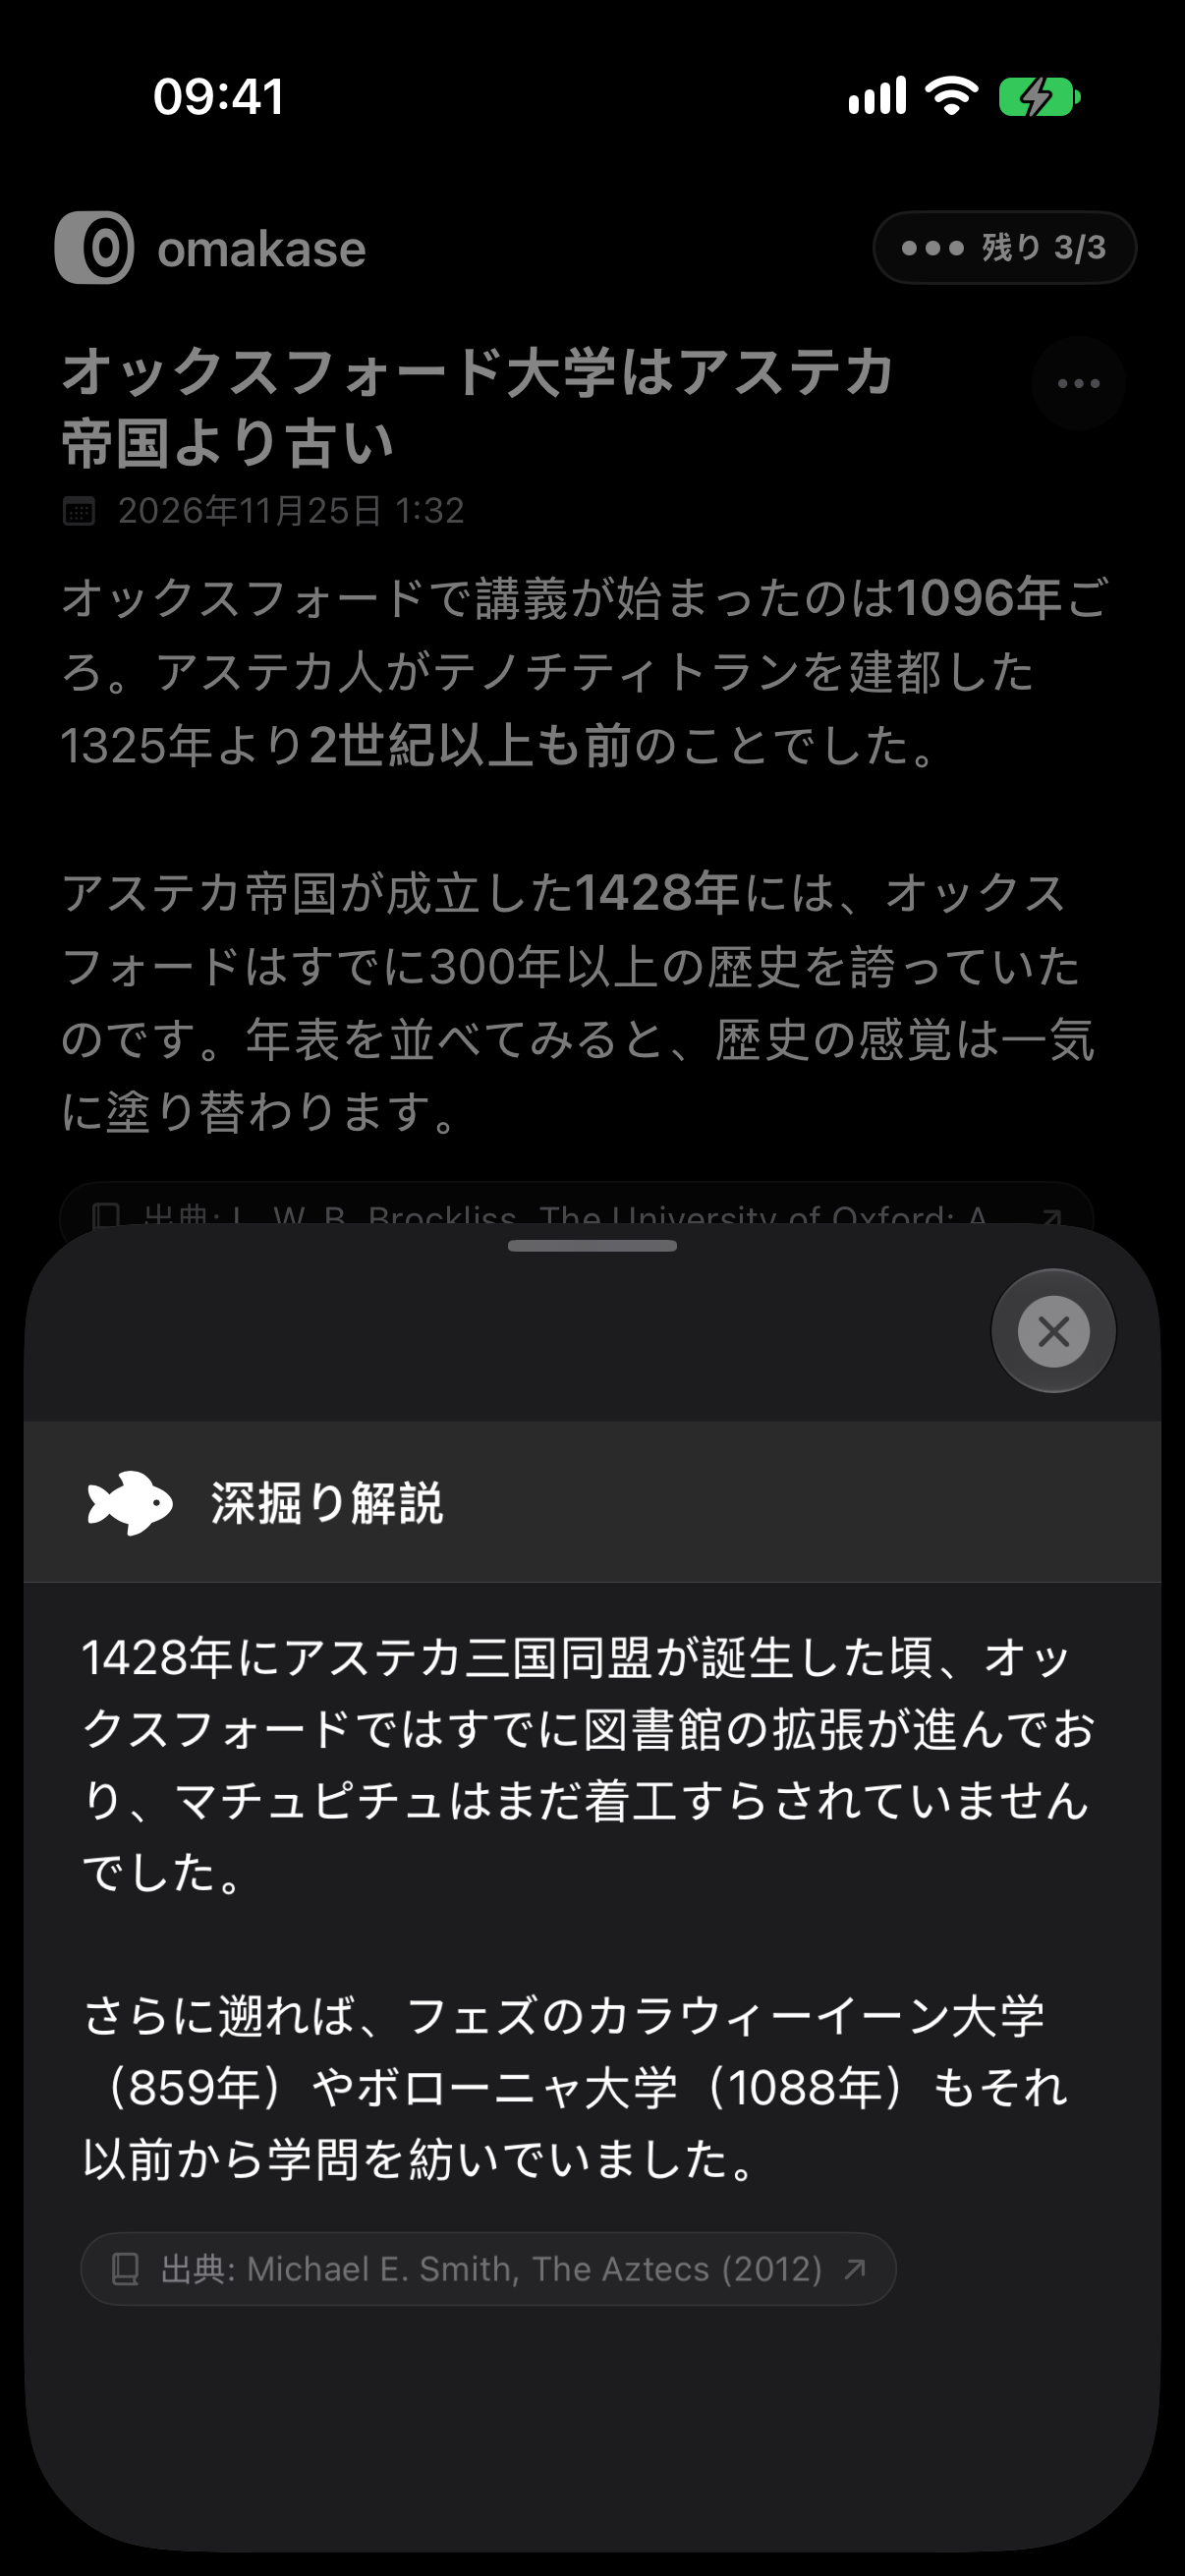 09:41
omakase
残り 3/3
オックスフォード大学はアステカ
帝国より古い
2026年11月25日 1:32
オックスフォードで講義が始まったのは1096年ご
ろ。アステカ人がテノチティトランを建都した
1325年より2世紀以上も前のことでした。
アステカ帝国が成立した1428年には、オックス
フォードはすでに300年以上の歴史を誇っていた
のです。年表を並べてみると、歴史の感覚は一気
に塗り替わります。
出典: L. W. B. Brockliss, The University of Oxford: A
深掘り解説
1428年にアステカ三国同盟が誕生した頃、オッ
クスフォードではすでに図書館の拡張が進んでお
り、マチュピチュはまだ着工すらされていません
でした。
さらに遡れば、フェズのカラウィーイーン大学
（859年）やボローニャ大学（1088年）もそれ
以前から学問を紡いでいました。
出典: Michael E. Smith, The Aztecs (2012)